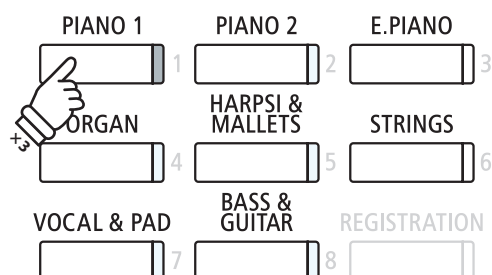 PIANO 1 PIANO 2 E.PIANO
1 2 3
×3
ORGAN HARPSI &
MALLETS STRINGS
4 5 6
VOCAL & PAD BASS &
GUITAR REGISTRATION
7 8